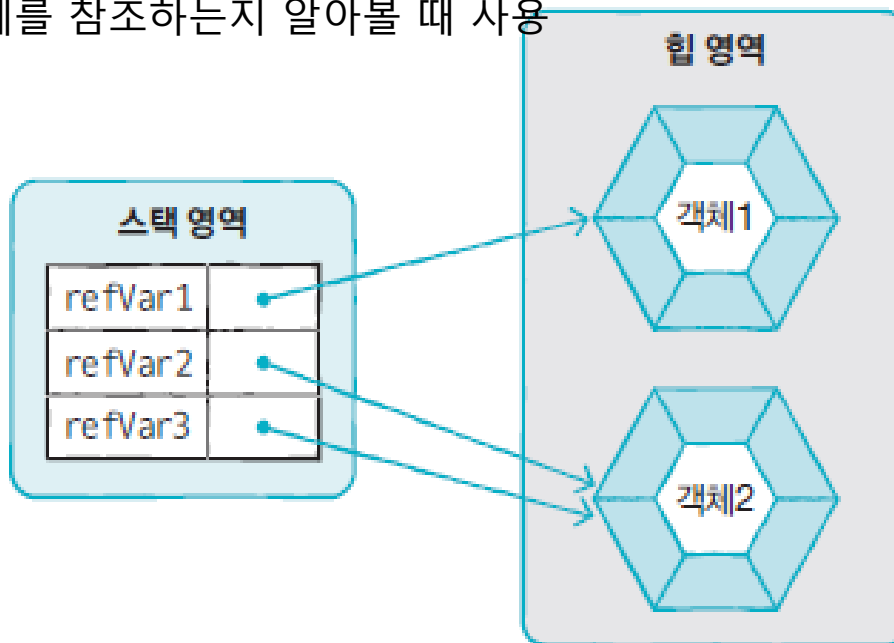 체를 참조하는지 알아볼 때 사용
힙 영역
스택 영역
refVar1
refVar2
refVar3
객체1
객체2